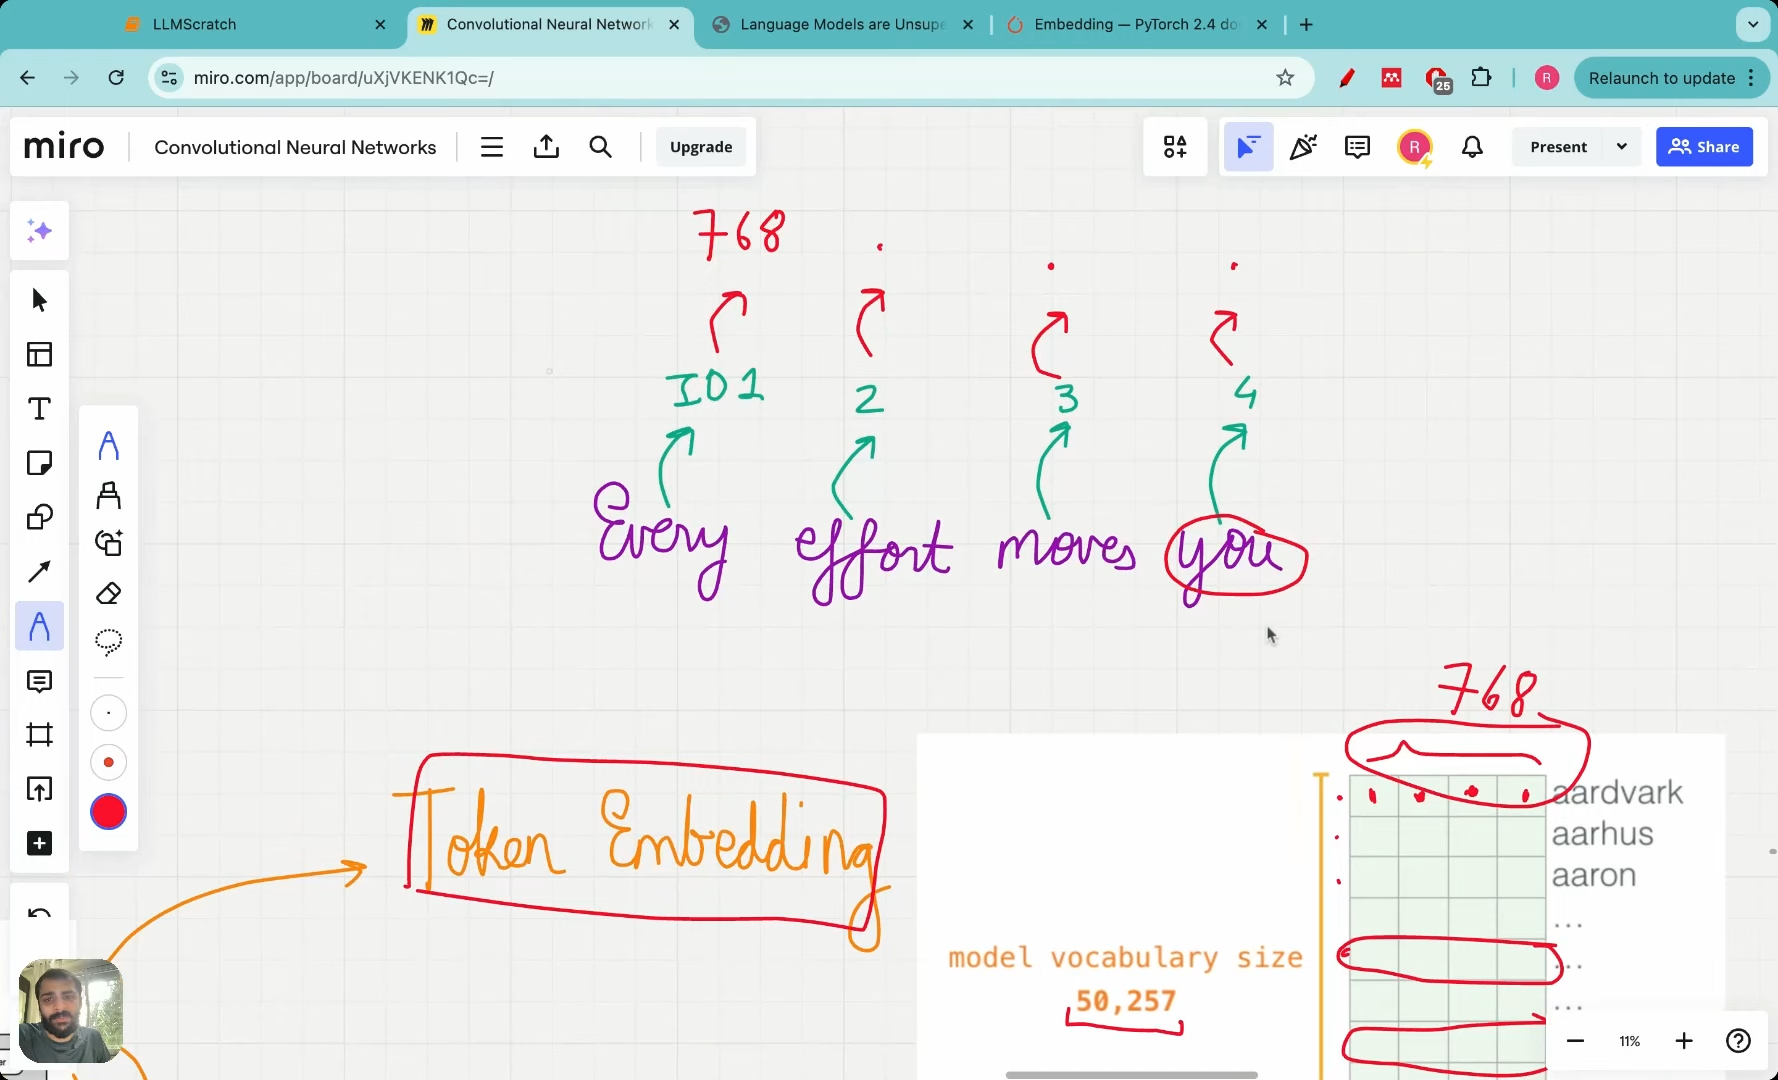 LLMScratch
Convolutional Neural Network
Language Models are Unsupe
Embedding — PyTorch 2.4 do
miro.com/app/board/uXjVKENK1Qc=/
25
R
Relaunch to update
miro
Convolutional Neural Networks
Upgrade
R
Present
Share
768
ID1 2 3 4
Every effort moves you
768
Token Embedding
aardvark
aarhus
aaron
...
model vocabulary size
...
50,257
...
11%